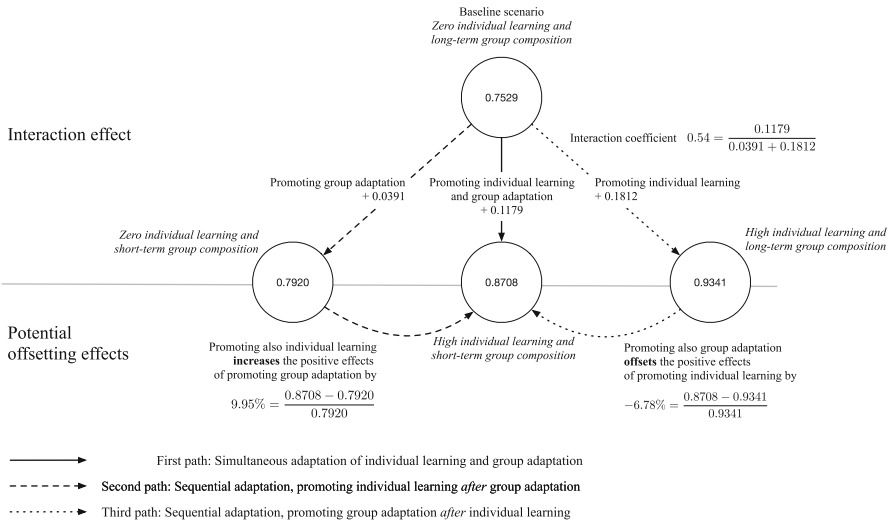 Baseline scenario
Zero individual learning and
long-term group composition
0.7529
Interaction effect
Interaction coefficient 0.54 = 0.1179 / 0.0391 + 0.1812
Promoting group adaptation
+ 0.0391
Promoting individual learning
and group adaptation
+ 0.1179
Promoting individual learning
+ 0.1812
Zero individual learning and
short-term group composition
High individual learning and
long-term group composition
0.7920
0.8708
0.9341
Potential
offsetting effects
High individual learning and
short-term group composition
Promoting also individual learning
increases the positive effects
of promoting group adaptation by
9.95% = 0.8708 − 0.7920 / 0.7920
Promoting also group adaptation
offsets the positive effects
of promoting individual learning by
−6.78% = 0.8708 − 0.9341 / 0.9341
First path: Simultaneous adaptation of individual learning and group adaptation
Second path: Sequential adaptation, promoting individual learning after group adaptation
Third path: Sequential adaptation, promoting group adaptation after individual learning